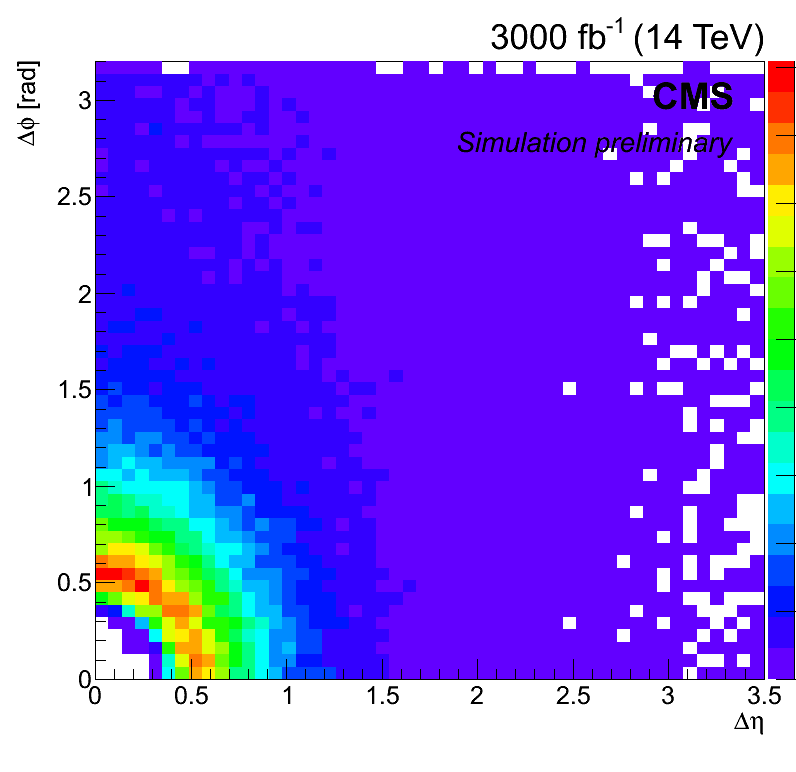 3000 fb-1 (14 TeV)
Δϕ [rad]
CMS
Simulation preliminary
3
2.5
2
1.5
1
0.5
0
0 0.5 1 1.5 2 2.5 3 3.5
Δη